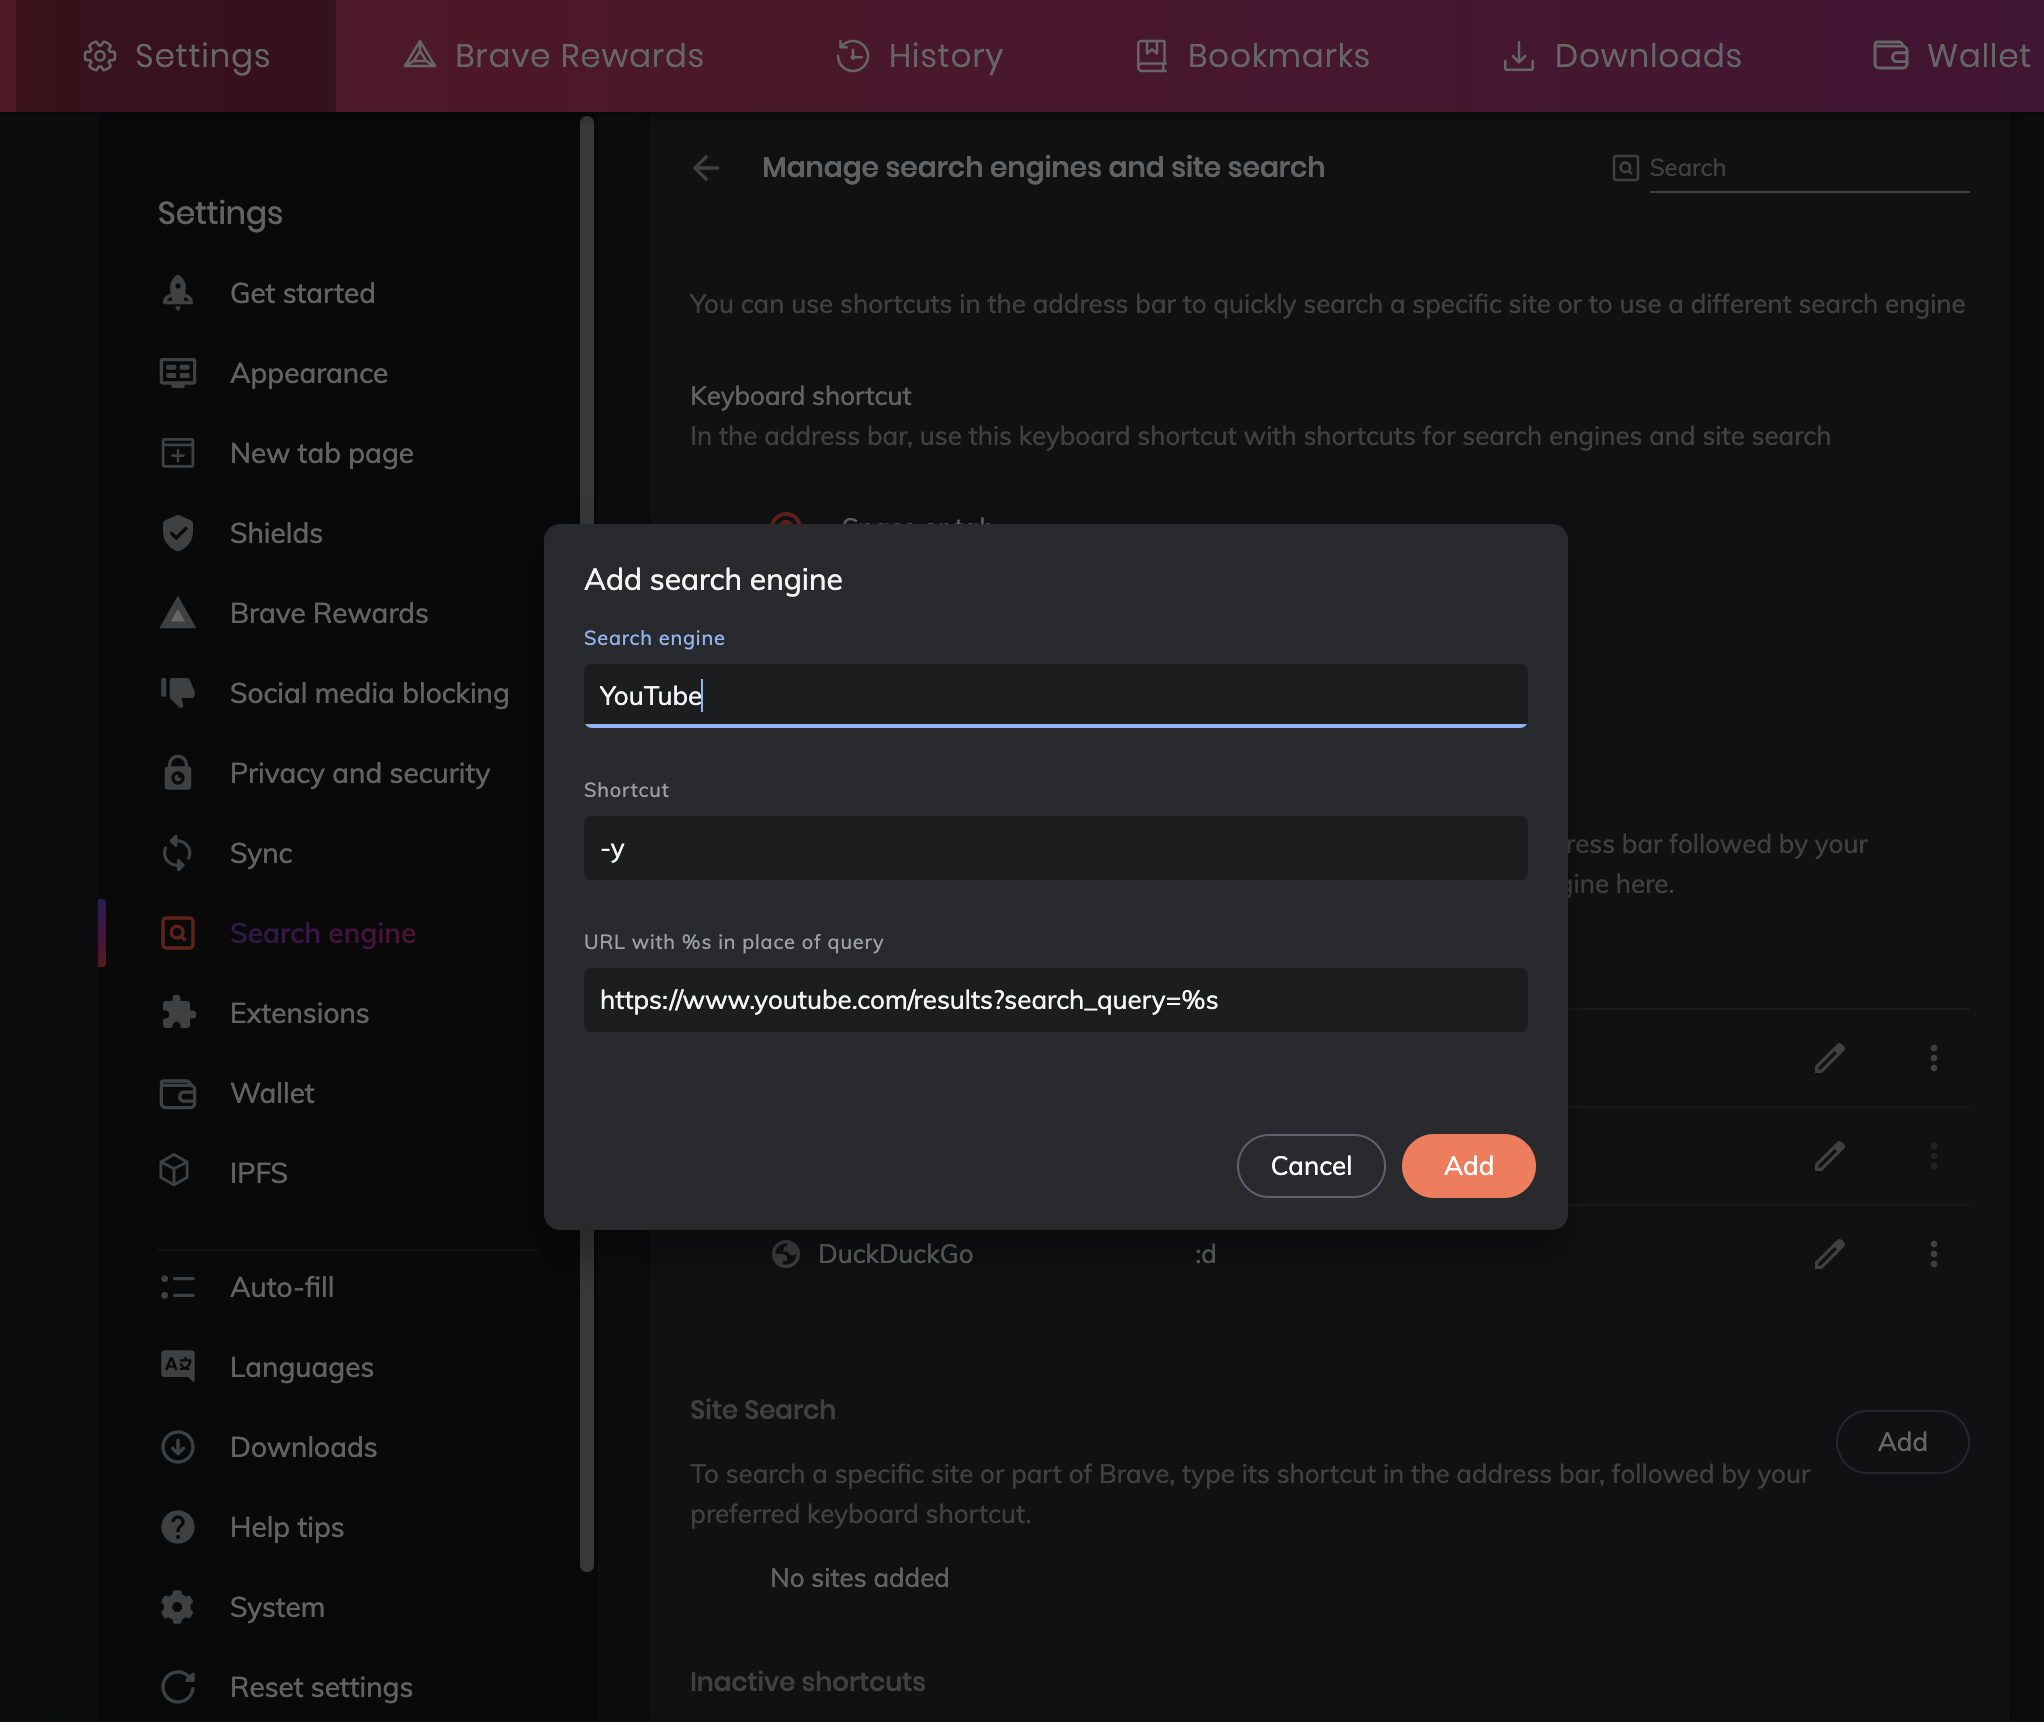 Settings
Brave Rewards
History
Bookmarks
Downloads
Wallet
Settings
Get started
Appearance
New tab page
Shields
Brave Rewards
Social media blocking
Privacy and security
Sync
Search engine
Extensions
Wallet
IPFS
Auto-fill
Languages
Downloads
Help tips
System
Reset settings
Manage search engines and site search
Search
You can use shortcuts in the address bar to quickly search a specific site or to use a different search engine
Keyboard shortcut
In the address bar, use this keyboard shortcut with shortcuts for search engines and site search
Space or tab
Add search engine
Search engine
YouTube
Shortcut
-y
URL with %s in place of query
https://www.youtube.com/results?search_query=%s
Cancel
Add
ress bar followed by your
gine here.
DuckDuckGo
:d
Site Search
Add
To search a specific site or part of Brave, type its shortcut in the address bar, followed by your
preferred keyboard shortcut.
No sites added
Inactive shortcuts